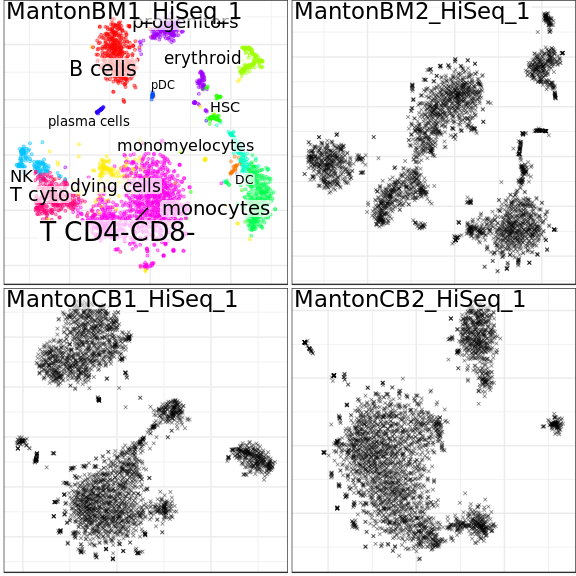 MantonBM1_HiSeq_1
progenitors
erythroid
B cells
pDC
HSC
plasma cells
monomyelocytes
NK
DC
T cyto
dying cells
monocytes
T CD4-CD8-
MantonBM2_HiSeq_1
MantonCB1_HiSeq_1
MantonCB2_HiSeq_1